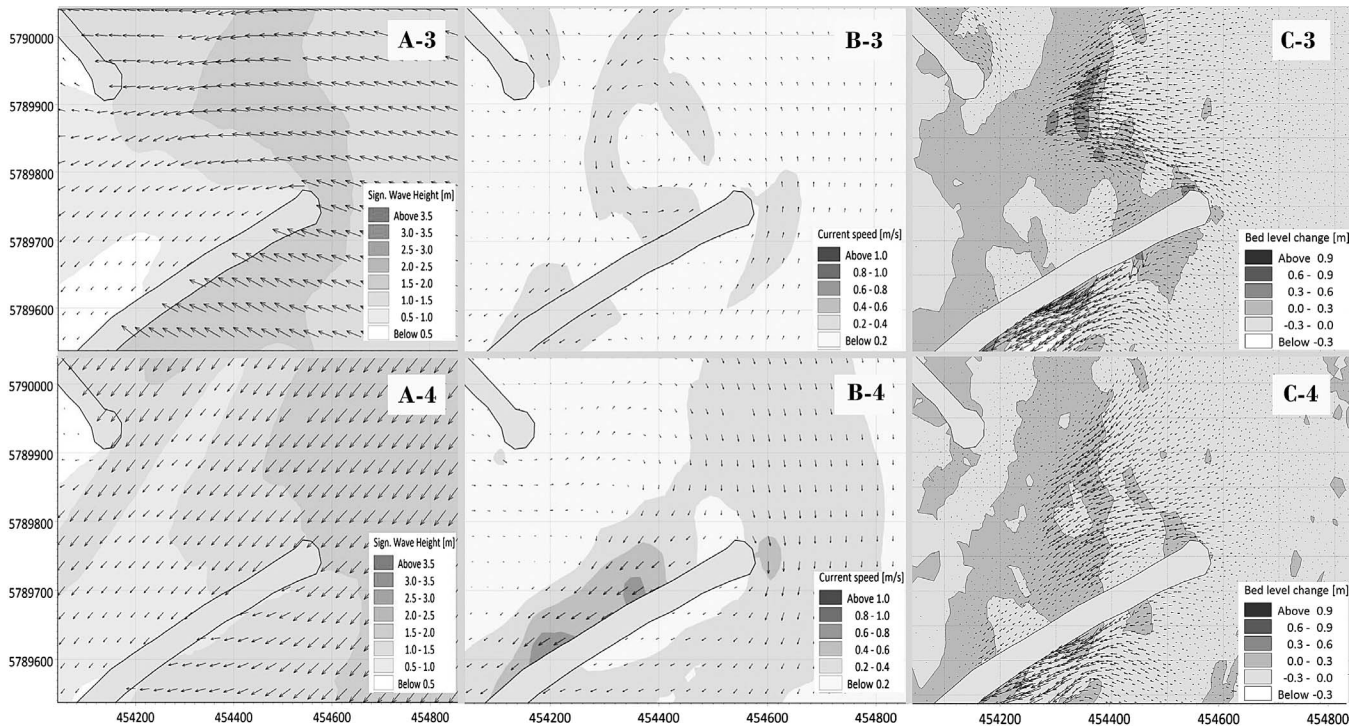 5790000
5789900
5789800
5789700
5789600
A-3
Sign. Wave Height [m]
Above 3.5
3.0 - 3.5
2.5 - 3.0
2.0 - 2.5
1.5 - 2.0
1.0 - 1.5
0.5 - 1.0
Below 0.5
B-3
Current speed [m/s]
Above 1.0
0.8 - 1.0
0.6 - 0.8
0.4 - 0.6
0.2 - 0.4
Below 0.2
C-3
Bed level change [m]
Above 0.9
0.6 - 0.9
0.3 - 0.6
0.0 - 0.3
-0.3 - 0.0
Below -0.3
5790000
5789900
5789800
5789700
5789600
A-4
Sign. Wave Height [m]
Above 3.5
3.0 - 3.5
2.5 - 3.0
2.0 - 2.5
1.5 - 2.0
1.0 - 1.5
0.5 - 1.0
Below 0.5
B-4
Current speed [m/s]
Above 1.0
0.8 - 1.0
0.6 - 0.8
0.4 - 0.6
0.2 - 0.4
Below 0.2
C-4
Bed level change [m]
Above 0.9
0.6 - 0.9
0.3 - 0.6
0.0 - 0.3
-0.3 - 0.0
Below -0.3
454200 454400 454600 454800 454200 454400 454600 454800 454200 454400 454600 454800